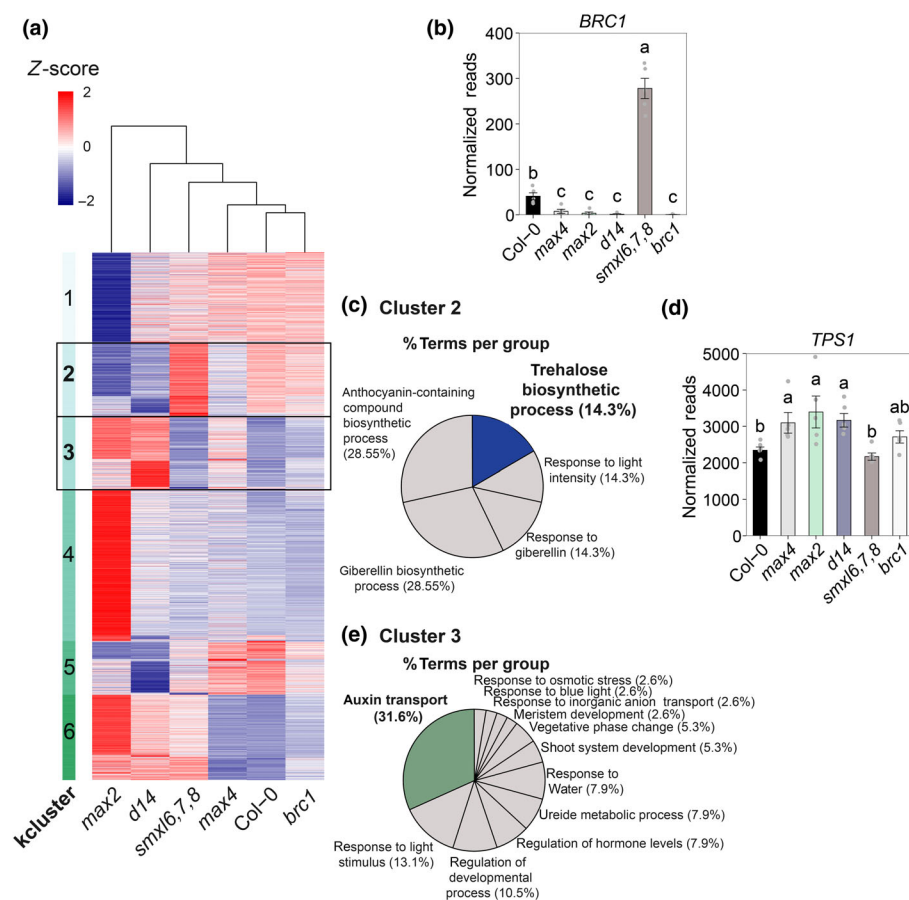 (a)
Z-score
2
0
−2
1
2
3
4
5
6
kcluster
max2
d14
smxl6,7,8
max4
Col-0
brc1
(b)
BRC1
Normalized reads
400
300
200
100
0
b
c
c
c
a
c
Col-0
max4
max2
d14
smxl6,7,8
brc1
(c) Cluster 2
% Terms per group
Trehalose
biosynthetic
process (14.3%)
Anthocyanin-containing
compound
biosynthetic
process
(28.55%)
Response to light
intensity (14.3%)
Response to
giberellin (14.3%)
Giberellin biosynthetic
process (28.55%)
(d)
TPS1
Normalized reads
5000
4000
3000
2000
1000
0
b
a
a
a
b
ab
Col-0
max4
max2
d14
smxl6,7,8
brc1
(e) Cluster 3
% Terms per group
Auxin transport
(31.6%)
Response to osmotic stress (2.6%)
Response to blue light (2.6%)
Response to inorganic anion transport (2.6%)
Meristem development (2.6%)
Vegetative phase change (5.3%)
Shoot system development (5.3%)
Response to
Water (7.9%)
Ureide metabolic process (7.9%)
Regulation of hormone levels (7.9%)
Regulation of
developmental
process (10.5%)
Response to light
stimulus (13.1%)